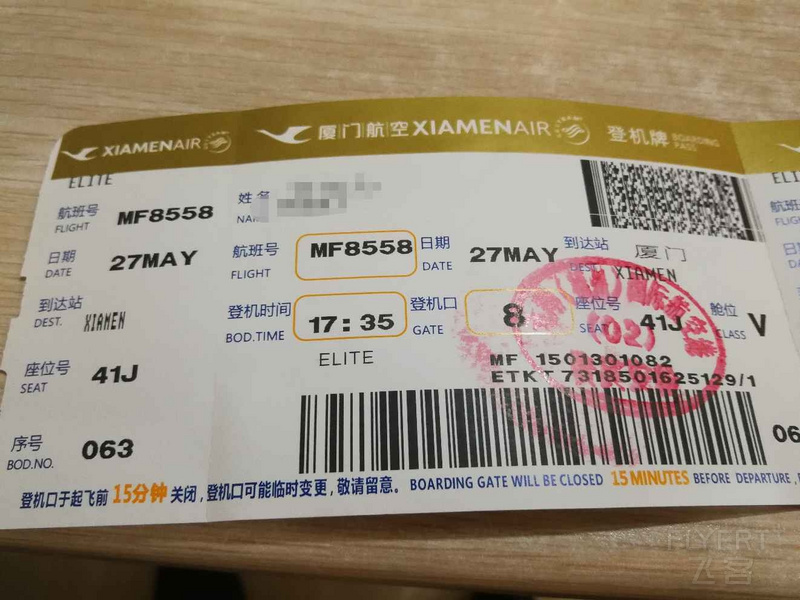 XIAMENAIR
厦门航空 XIAMENAIR 登机牌 BOARDING PASS
ELITE
航班号 FLIGHT MF8558
日期 DATE 27MAY
到达站 DEST. XIAMEN
座位号 SEAT 41J
序号 BOD.NO. 063
姓名
航班号 FLIGHT MF8558 日期 DATE 27MAY 到达站 DEST. 厦门 XIAMEN
登机时间 BOD.TIME 17:35 登机口 GATE 8 座位号 SEAT 41J 舱位 CLASS V
ELITE
MF 1501301082
ETKT 7318501625129/1
(02)
登机口于起飞前 15分钟 关闭,登机口可能临时变更,敬请留意。 BOARDING GATE WILL BE CLOSED 15 MINUTES BEFORE DEPARTURE,
FLYERT
飞客